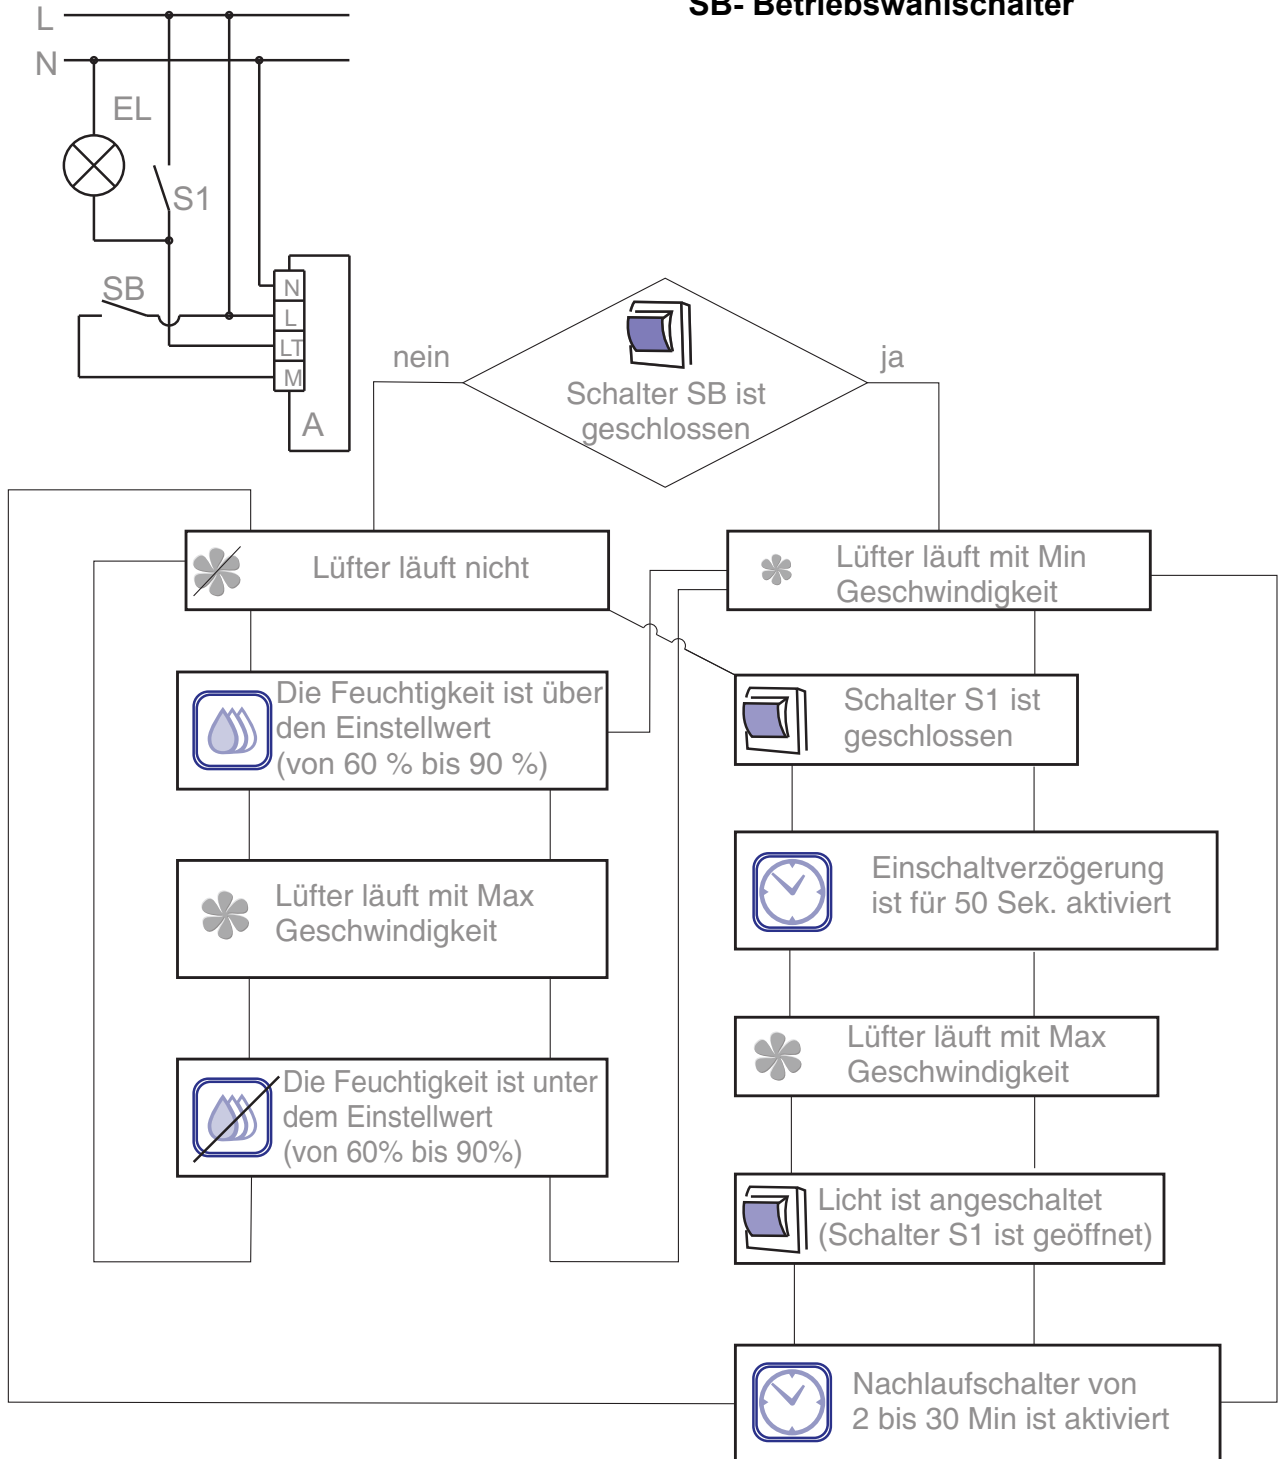 SB- Betriebswahlschalter
L
N
EL
S1
SB
N
L
LT
M
A
nein
ja
Schalter SB ist
geschlossen
Lüfter läuft nicht
Lüfter läuft mit Min
Geschwindigkeit
Die Feuchtigkeit ist über
den Einstellwert
(von 60 % bis 90 %)
Schalter S1 ist
geschlossen
Einschaltverzögerung
ist für 50 Sek. aktiviert
Lüfter läuft mit Max
Geschwindigkeit
Lüfter läuft mit Max
Geschwindigkeit
Die Feuchtigkeit ist unter
dem Einstellwert
(von 60% bis 90%)
Licht ist angeschaltet
(Schalter S1 ist geöffnet)
Nachlaufschalter von
2 bis 30 Min ist aktiviert